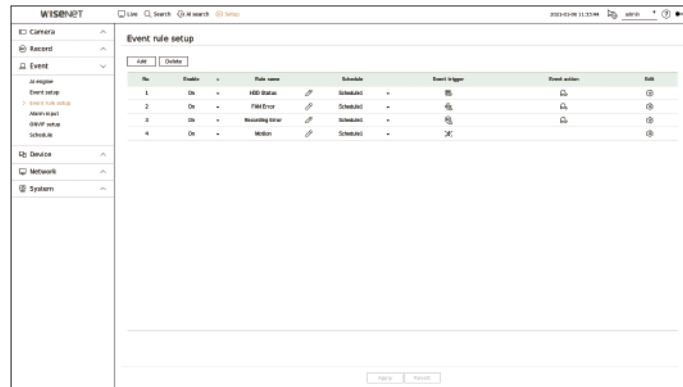 WISENET
Live Search AI search Setup
admin
Camera
Record
Event
AI engine
Event setup
Event rule setup
Alarm input
ONVIF setup
Schedule
Device
Network
System
Event rule setup
Add Delete
No. Enable Rule name Schedule Event trigger Event action Edit
1 On HDD Status Schedule1
2 On FAN Error Schedule1
3 On Recording Error Schedule1
4 On Motion Schedule1
Apply Revert